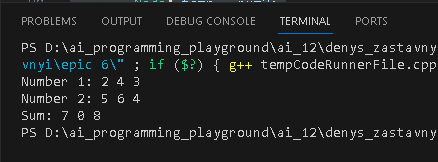 PROBLEMS OUTPUT DEBUG CONSOLE TERMINAL PORTS
PS D:\ai_programming_playground\ai_12\denys_zastavny
vnyi\epic 6\" ; if ($?) { g++ tempCodeRunnerFile.cpp
Number 1: 2 4 3
Number 2: 5 6 4
Sum: 7 0 8
PS D:\ai_programming_playground\ai_12\denys_zastavny